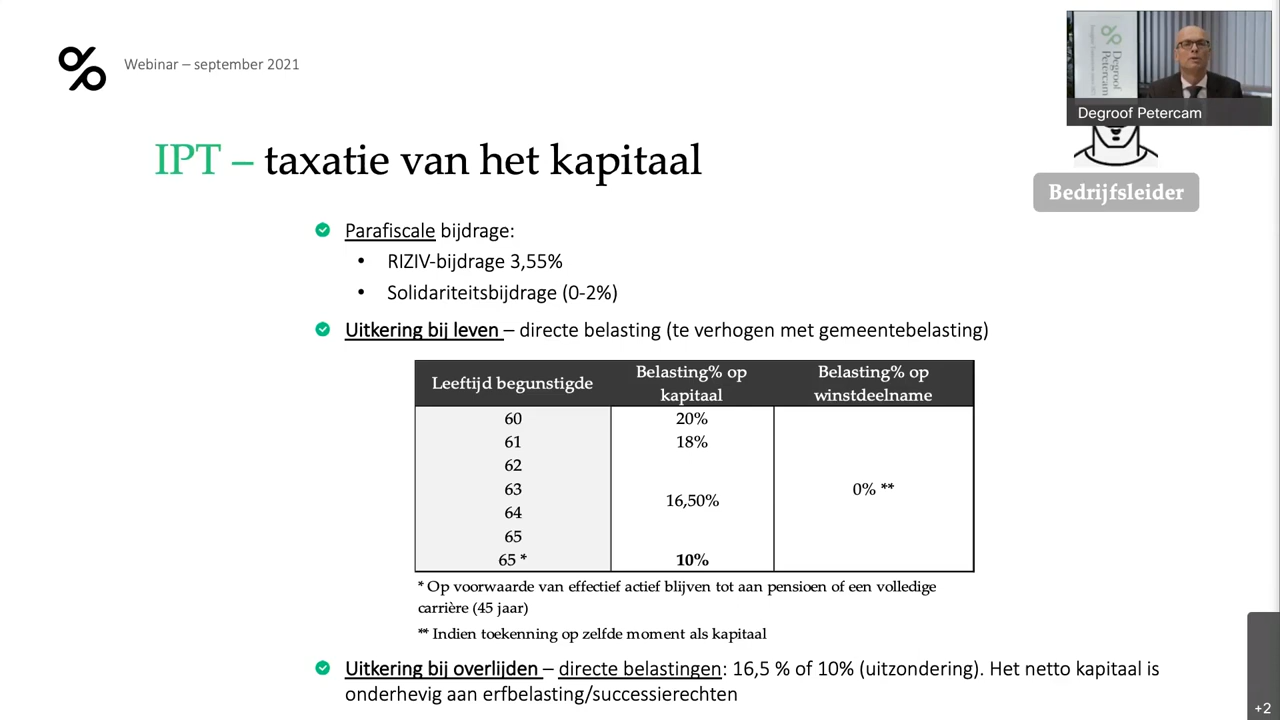 Webinar – september 2021
Degroof
Petercam
Degroof Petercam
IPT – taxatie van het kapitaal
Bedrijfsleider
Parafiscale bijdrage:
• RIZIV-bijdrage 3,55%
• Solidariteitsbijdrage (0-2%)
Uitkering bij leven – directe belasting (te verhogen met gemeentebelasting)
Leeftijd begunstigde
Belasting% op
kapitaal
Belasting% op
winstdeelname
60 20%
61 18%
62
63
64
65
16,50%
0% **
65 * 10%
* Op voorwaarde van effectief actief blijven tot aan pensioen of een volledige
carrière (45 jaar)
** Indien toekenning op zelfde moment als kapitaal
Uitkering bij overlijden – directe belastingen: 16,5 % of 10% (uitzondering). Het netto kapitaal is
onderhevig aan erfbelasting/successierechten
+2